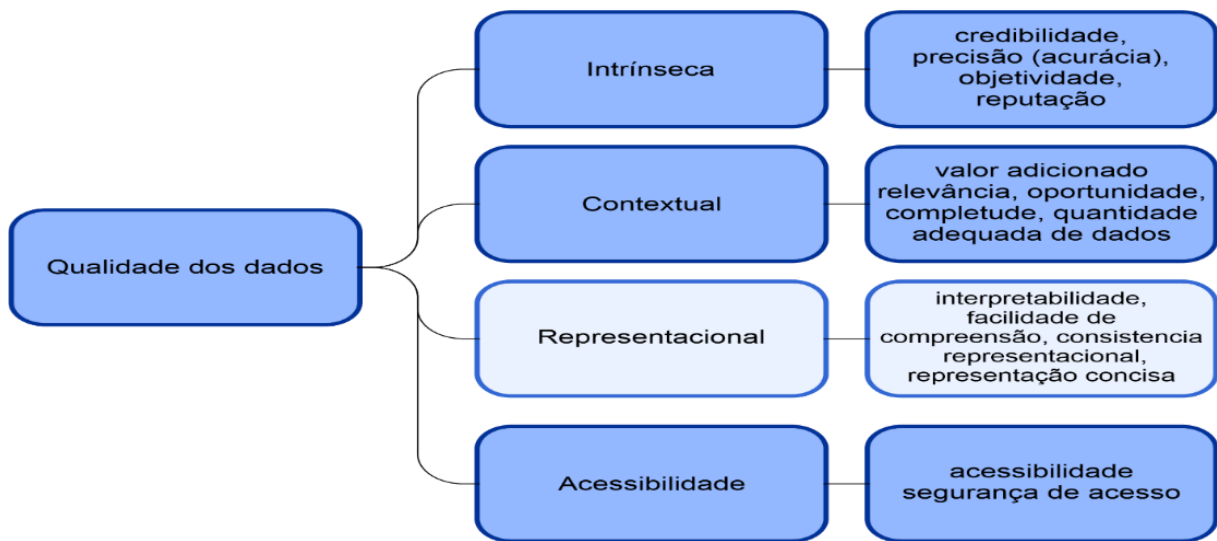 Qualidade dos dados
Intrínseca
credibilidade,
precisão (acurácia),
objetividade,
reputação
Contextual
valor adicionado
relevância, oportunidade,
completude, quantidade
adequada de dados
Representacional
interpretabilidade,
facilidade de
compreensão, consistencia
representacional,
representação concisa
Acessibilidade
acessibilidade
segurança de acesso